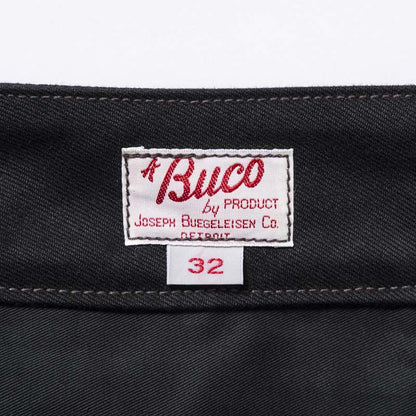 A Buco
by PRODUCT
JOSEPH BUEGELEISEN CO.
DETROIT
32